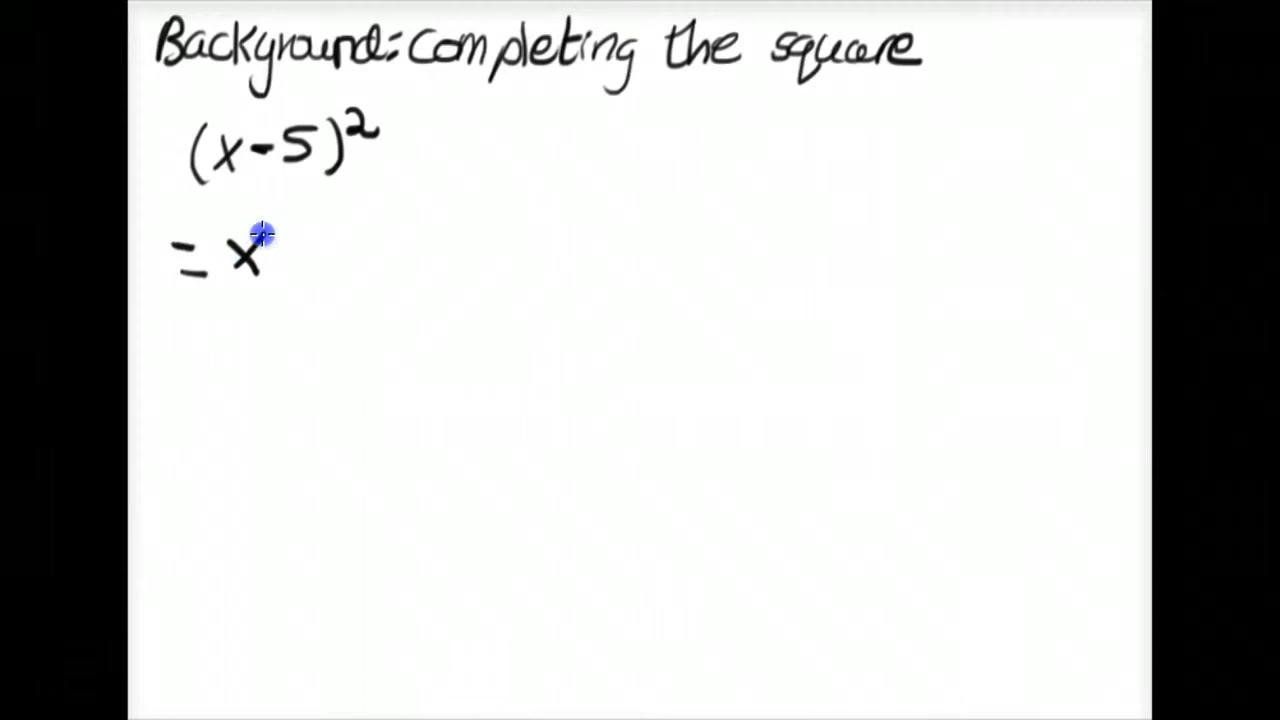 Background: completing the square
(x-5)²
= x